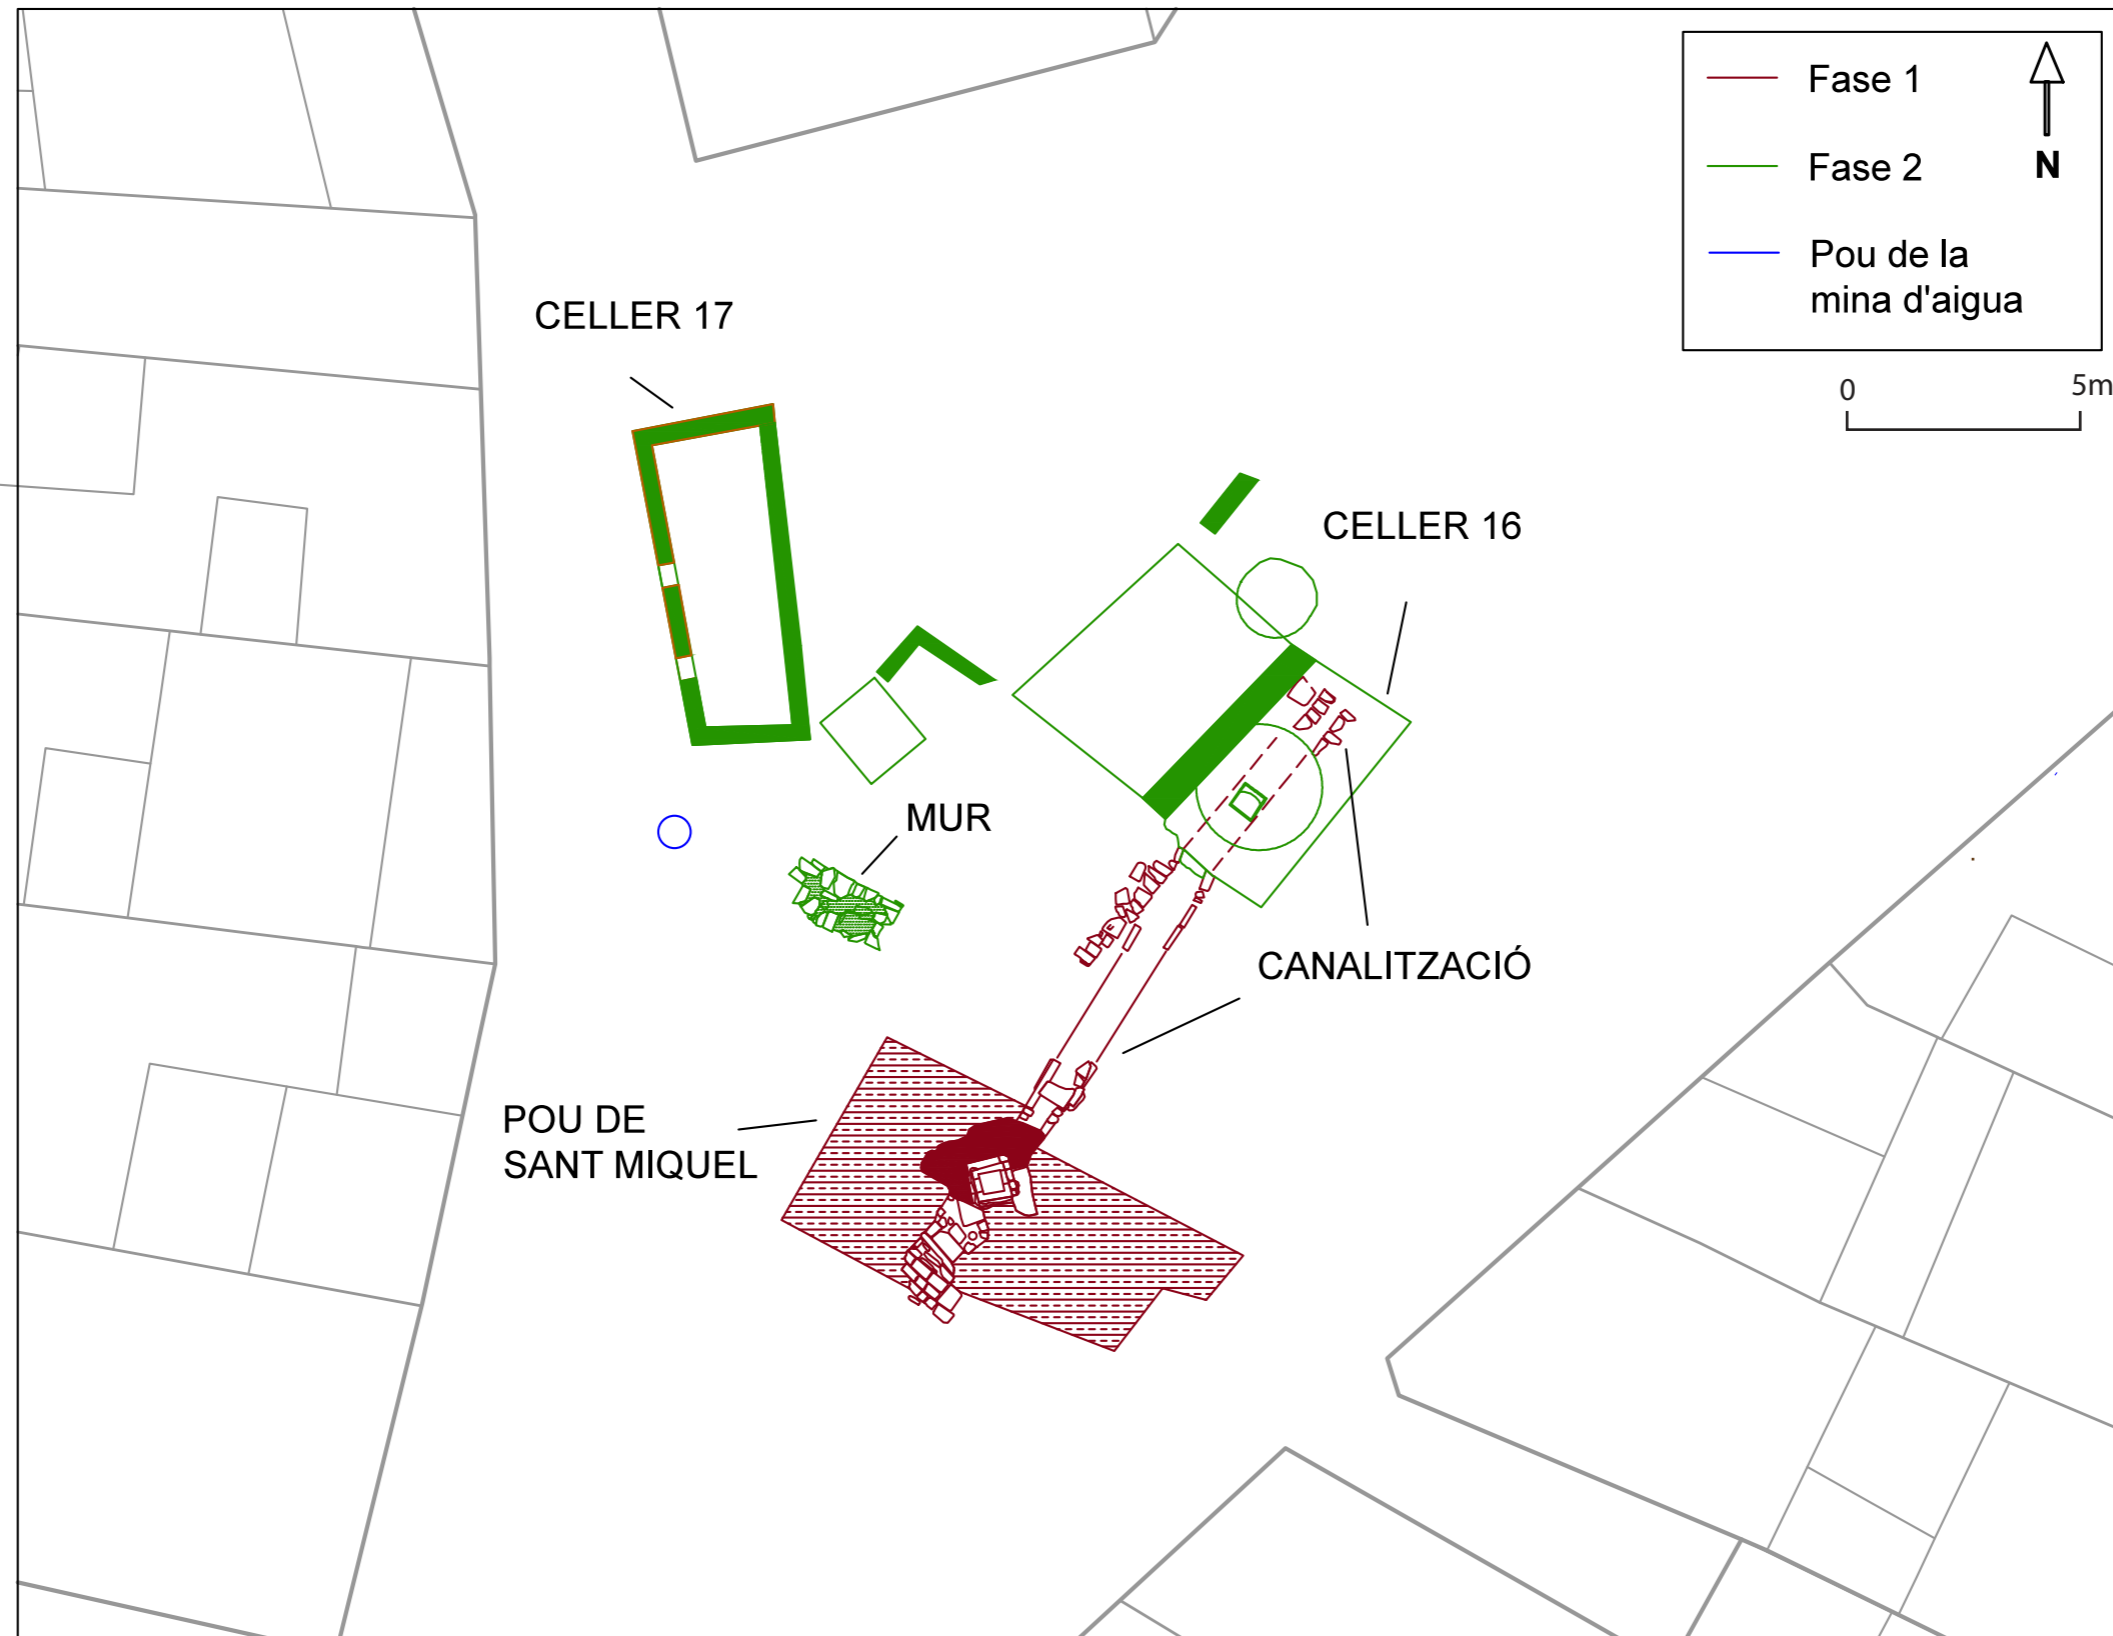 Fase 1
Fase 2
N
Pou de la
mina d'aigua
0 5m
CELLER 17
CELLER 16
MUR
CANALITZACIÓ
POU DE
SANT MIQUEL